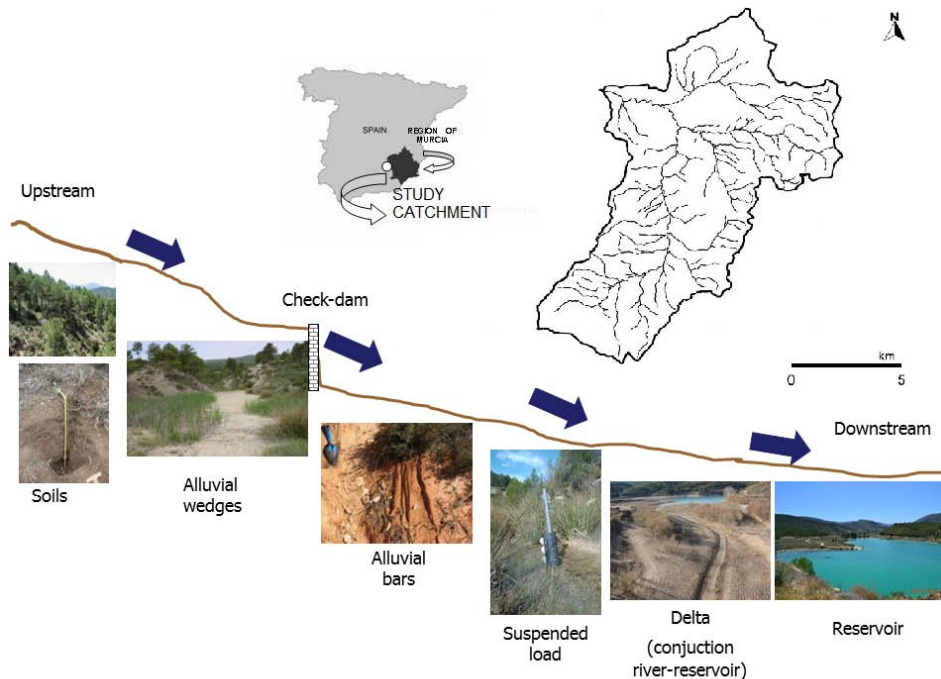 N
SPAIN
REGION OF
MURCIA
STUDY
CATCHMENT
Upstream
Check-dam
km
0
5
Downstream
Soils
Alluvial
wedges
Alluvial
bars
Suspended
load
Delta
(conjuction
river-reservoir)
Reservoir